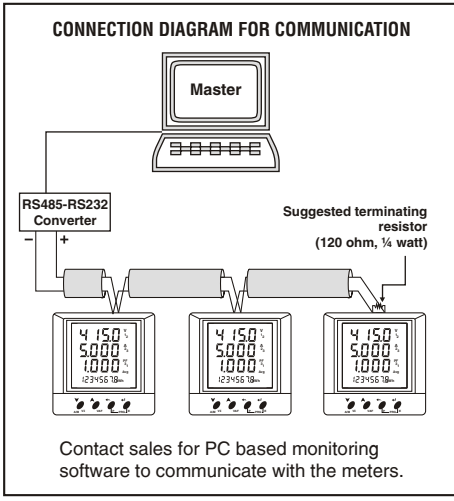 CONNECTION DIAGRAM FOR COMMUNICATION
Master
RS485-RS232
Converter
– +
Suggested terminating
resistor
(120 ohm, ¼ watt)
415.0
5.000
1.000
12345678
415.0
5.000
1.000
12345678
415.0
5.000
1.000
12345678
Contact sales for PC based monitoring
software to communicate with the meters.